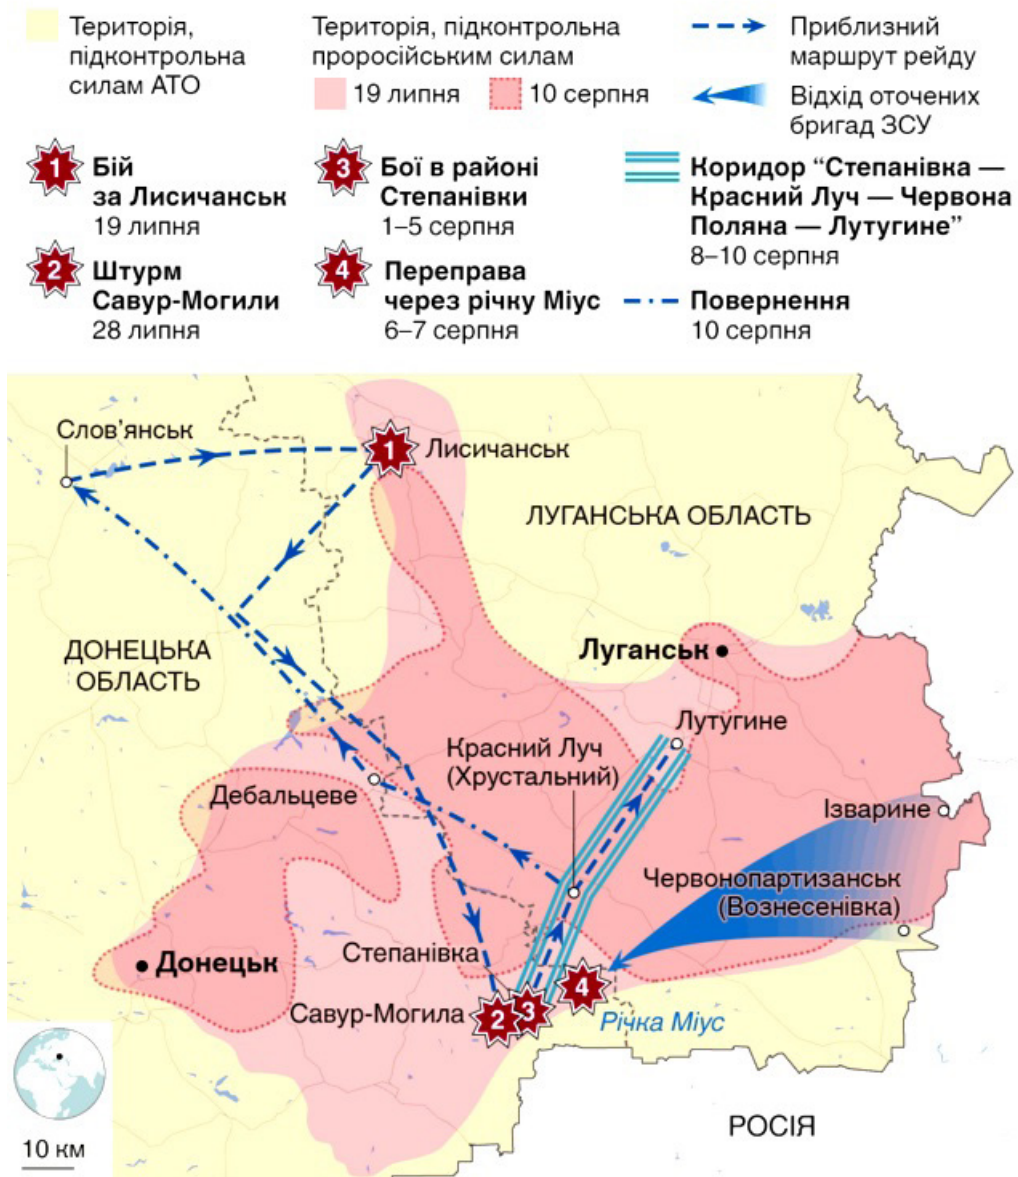 Територія,
підконтрольна
силам АТО
Територія, підконтрольна
проросійським силам
19 липня
10 серпня
Приблизний
маршрут рейду
Відхід оточених
бригад ЗСУ
1 Бій
за Лисичанськ
19 липня
2 Штурм
Савур-Могили
28 липня
3 Бої в районі
Степанівки
1–5 серпня
4 Переправа
через річку Міус
6–7 серпня
Коридор “Степанівка —
Красний Луч — Червона
Поляна — Лутугине”
8–10 серпня
Повернення
10 серпня
Слов’янськ
1
Лисичанськ
ЛУГАНСЬКА ОБЛАСТЬ
ДОНЕЦЬКА
ОБЛАСТЬ
Луганськ
Лутугине
Красний Луч
(Хрустальний)
Дебальцеве
Ізварине
Червонопартизанськ
(Вознесенівка)
Степанівка
Донецьк
Савур-Могила
2
3
4
Річка Міус
РОСІЯ
10 км